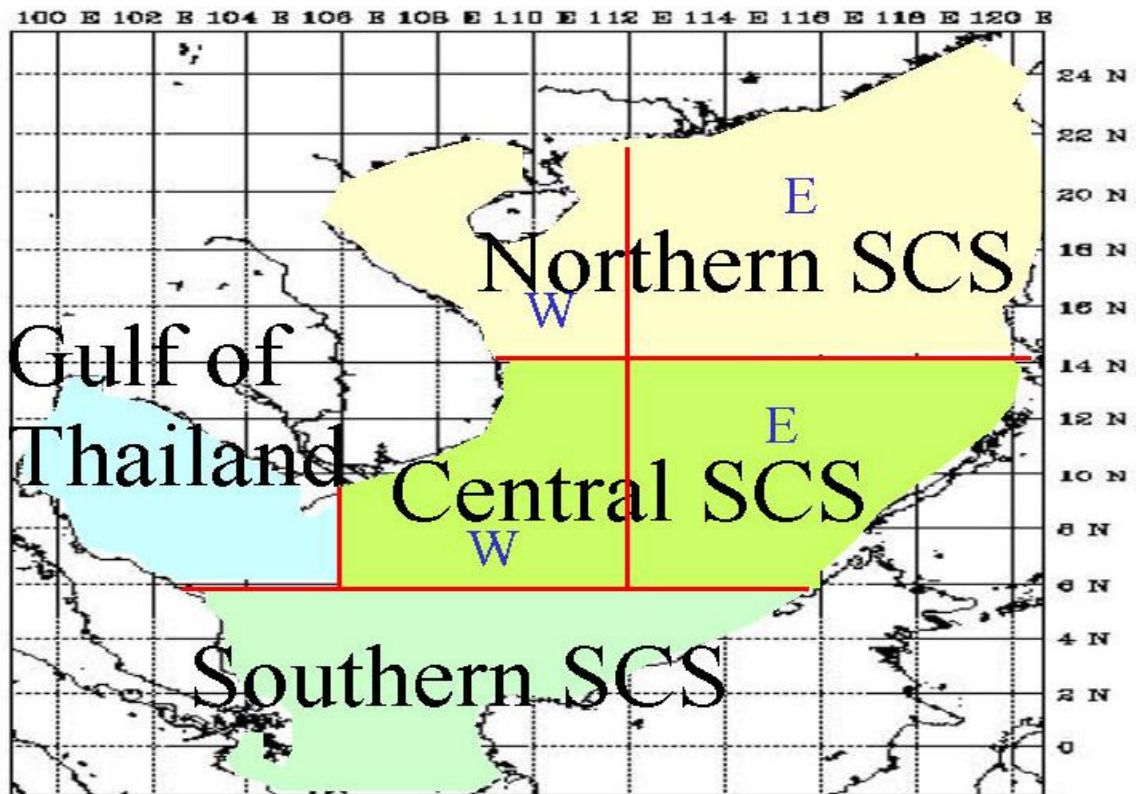 100 E 102 E 104 E 106 E 108 E 110 E 112 E 114 E 116 E 118 E 120 E
24 N
22 N
20 N
E
Northern SCS
18 N
W
16 N
Gulf of
14 N
Thailand
12 N
E
10 N
Central SCS
8 N
W
6 N
4 N
Southern SCS
2 N
0